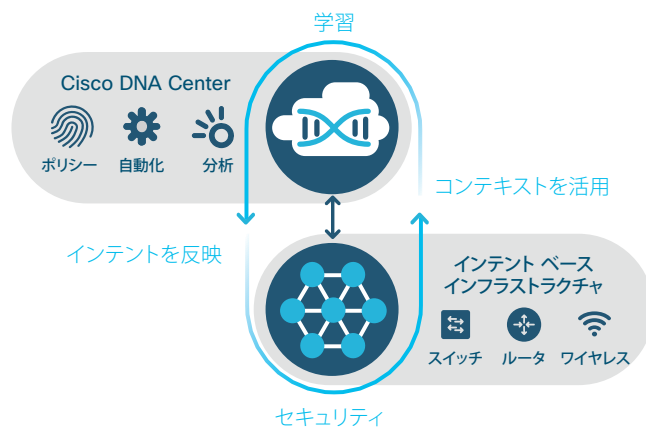 学習
Cisco DNA Center
ポリシー
自動化
分析
コンテキストを活用
インテントを反映
インテント ベース
インフラストラクチャ
スイッチ
ルータ
ワイヤレス
セキュリティ